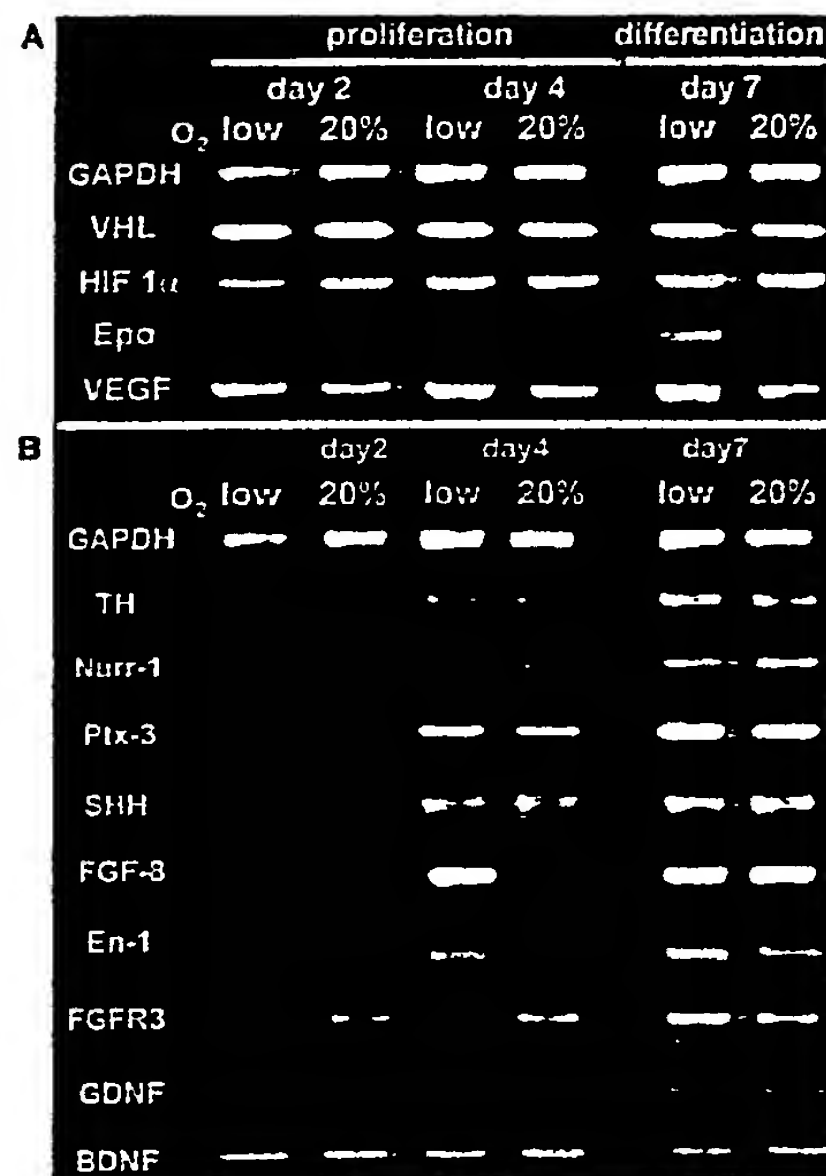 A
proliferation differentiation
day 2 day 4 day 7
O2 low 20% low 20% low 20%
GAPDH
VHL
HIF 1α
Epo
VEGF
B
day2 day4 day7
O2 low 20% low 20% low 20%
GAPDH
TH
Nurr-1
Ptx-3
SHH
FGF-8
En-1
FGFR3
GDNF
BDNF